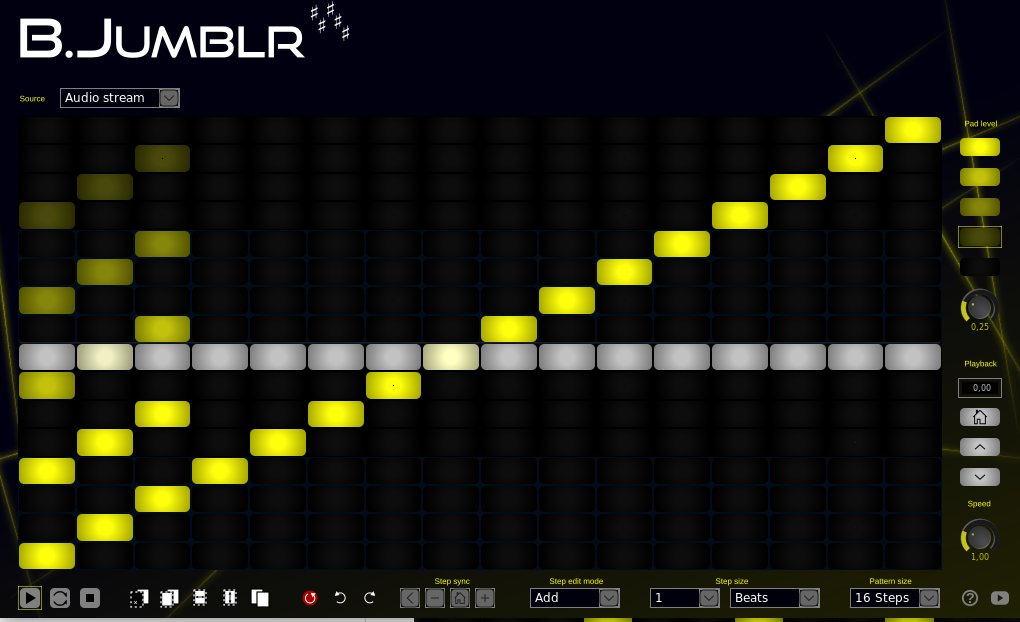 B.Jumblr
Source
Audio stream
Pad level
0,25
Playback
0,00
Speed
1,00
Step sync
Step edit mode
Step size
Pattern size
Add
1
Beats
16 Steps